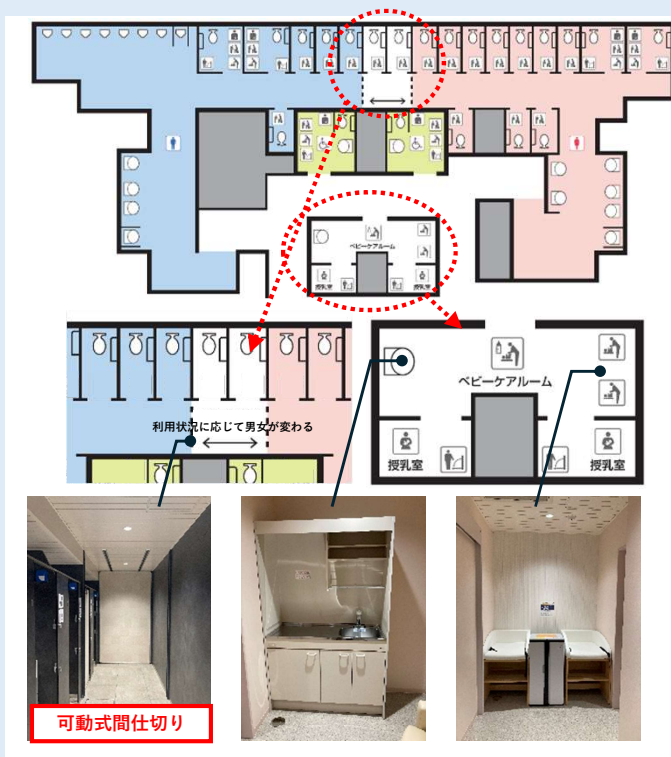 ベビーケアルーム
授乳室
授乳室
利用状況に応じて男女が変わる
ベビーケアルーム
授乳室
授乳室
可動式間仕切り